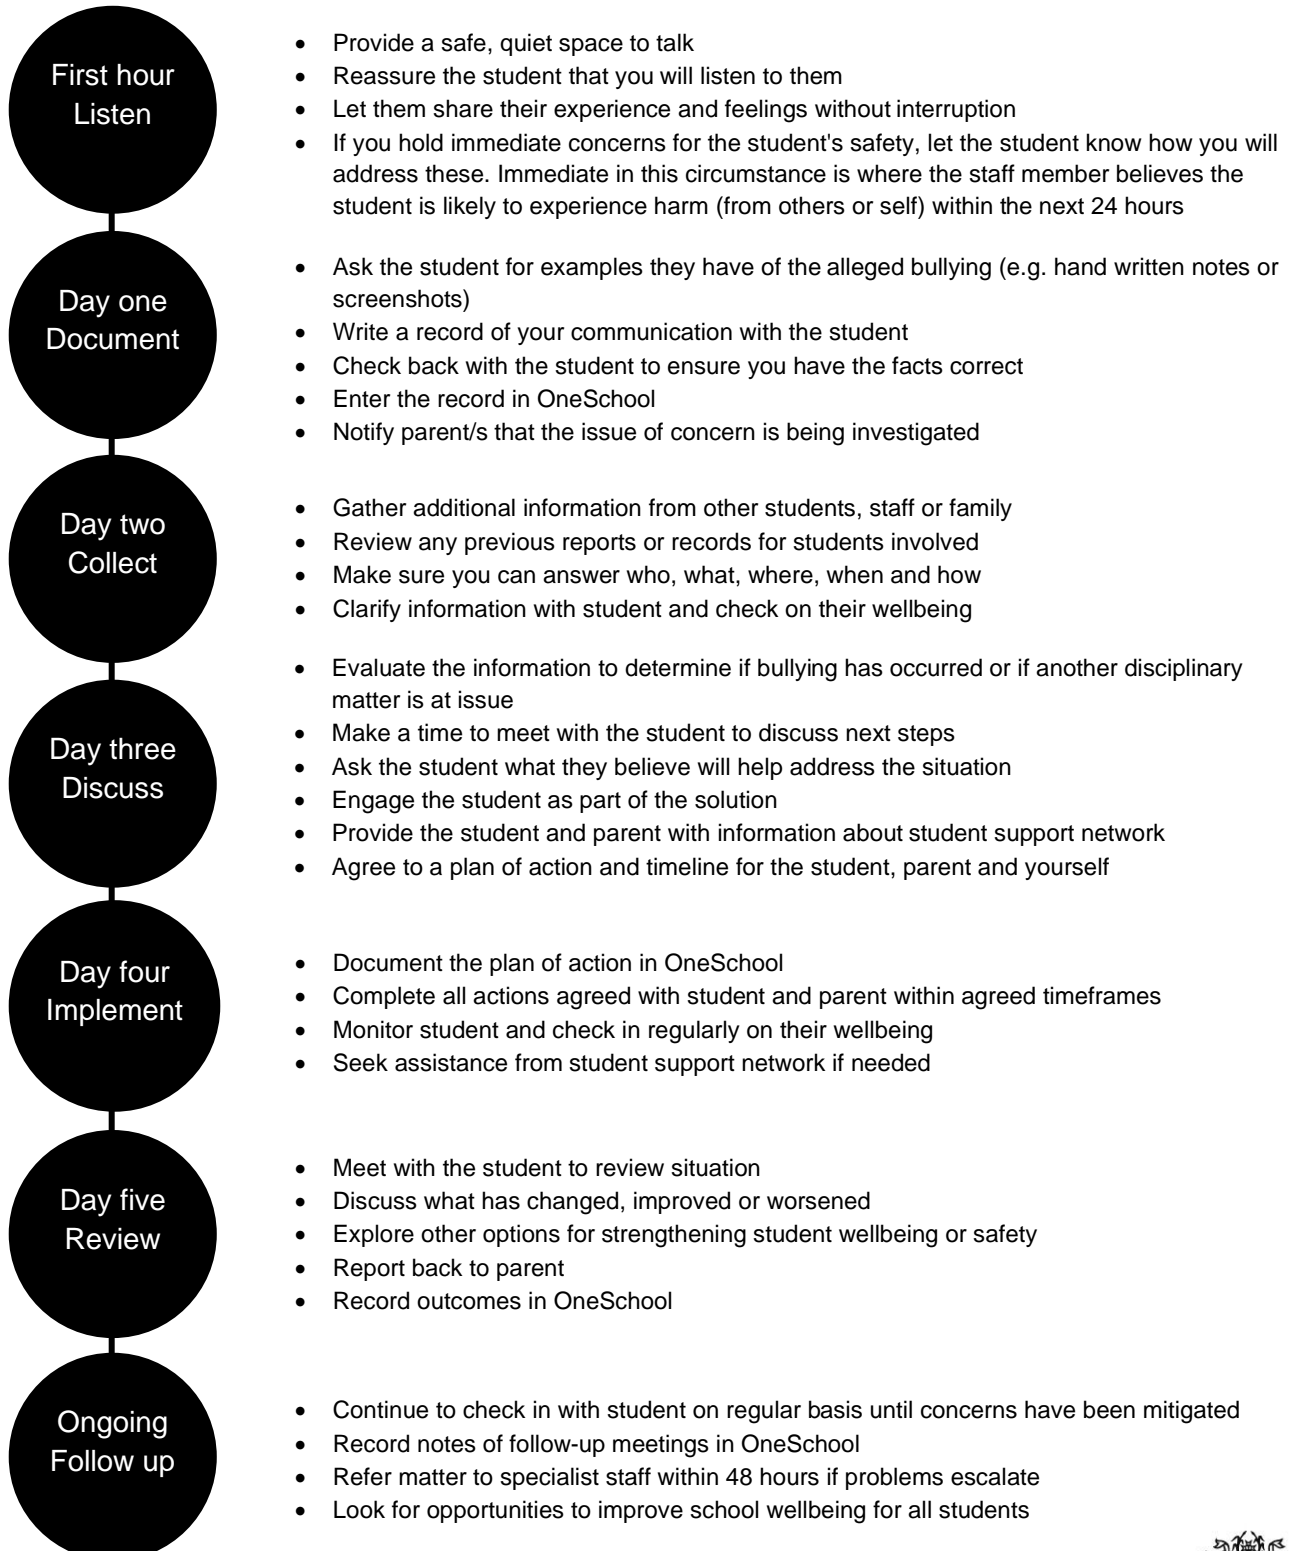 First hour
Listen
• Provide a safe, quiet space to talk
• Reassure the student that you will listen to them
• Let them share their experience and feelings without interruption
• If you hold immediate concerns for the student's safety, let the student know how you will
address these. Immediate in this circumstance is where the staff member believes the
student is likely to experience harm (from others or self) within the next 24 hours
Day one
Document
• Ask the student for examples they have of the alleged bullying (e.g. hand written notes or
screenshots)
• Write a record of your communication with the student
• Check back with the student to ensure you have the facts correct
• Enter the record in OneSchool
• Notify parent/s that the issue of concern is being investigated
Day two
Collect
• Gather additional information from other students, staff or family
• Review any previous reports or records for students involved
• Make sure you can answer who, what, where, when and how
• Clarify information with student and check on their wellbeing
Day three
Discuss
• Evaluate the information to determine if bullying has occurred or if another disciplinary
matter is at issue
• Make a time to meet with the student to discuss next steps
• Ask the student what they believe will help address the situation
• Engage the student as part of the solution
• Provide the student and parent with information about student support network
• Agree to a plan of action and timeline for the student, parent and yourself
Day four
Implement
• Document the plan of action in OneSchool
• Complete all actions agreed with student and parent within agreed timeframes
• Monitor student and check in regularly on their wellbeing
• Seek assistance from student support network if needed
Day five
Review
• Meet with the student to review situation
• Discuss what has changed, improved or worsened
• Explore other options for strengthening student wellbeing or safety
• Report back to parent
• Record outcomes in OneSchool
Ongoing
Follow up
• Continue to check in with student on regular basis until concerns have been mitigated
• Record notes of follow-up meetings in OneSchool
• Refer matter to specialist staff within 48 hours if problems escalate
• Look for opportunities to improve school wellbeing for all students